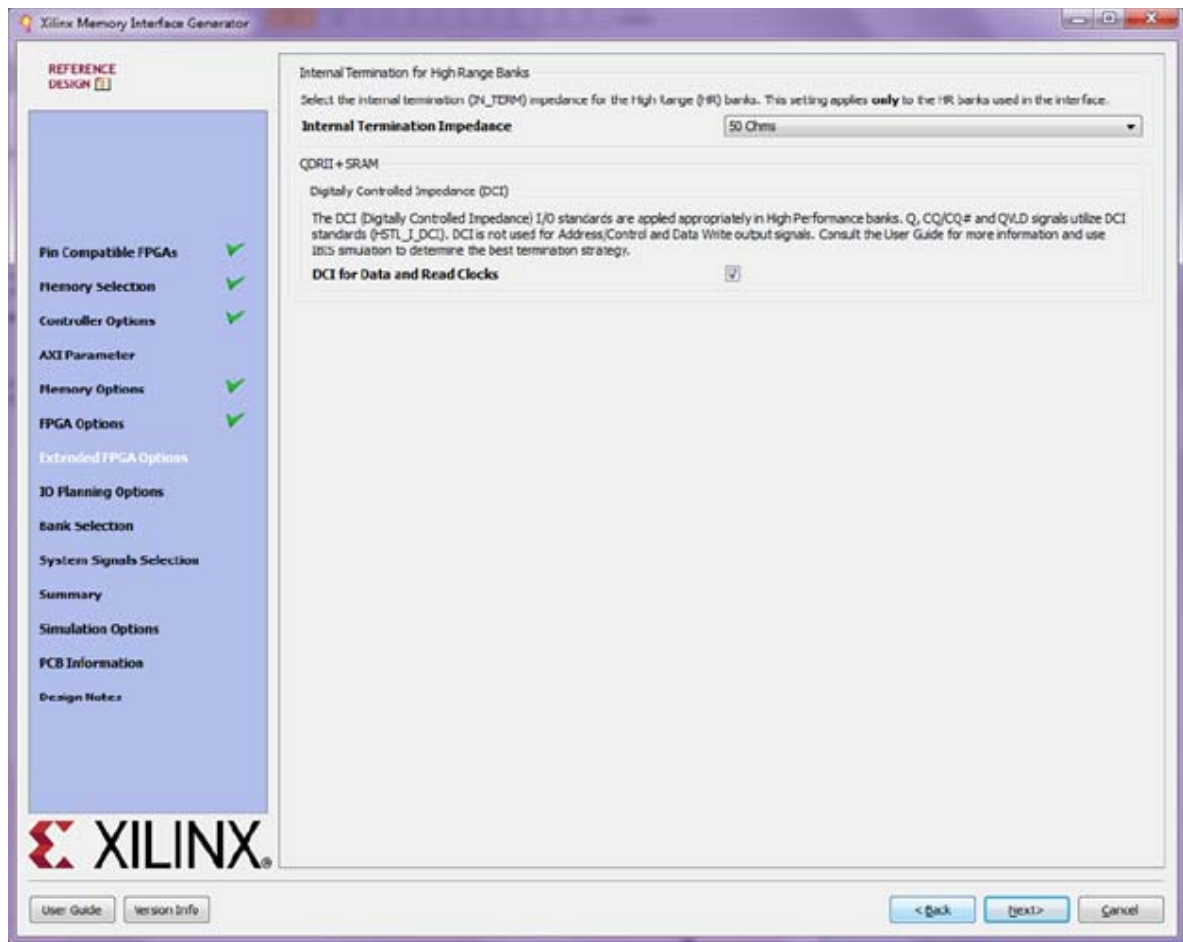 Xilinx Memory Interface Generator
REFERENCE
DESIGN
Pin Compatible FPGAs
Memory Selection
Controller Options
AXI Parameter
Memory Options
FPGA Options
Extended FPGA Options
IO Planning Options
Bank Selection
System Signals Selection
Summary
Simulation Options
PCB Information
Design Notes
XILINX®
Internal Termination for High Range Banks
Select the internal termination (IN_TERM) impedance for the High Range (HR) banks. This setting applies only to the HR banks used in the interface.
Internal Termination Impedance 50 Ohms
QDRII+ SRAM
Digitally Controlled Impedance (DCI)
The DCI (Digitally Controlled Impedance) I/O standards are applied appropriately in High Performance banks. Q, CQ/CQ# and QVLD signals utilize DCI
standards (HSTL_I_DCI). DCI is not used for Address/Control and Data Write output signals. Consult the User Guide for more information and use
IBIS simulation to determine the best termination strategy.
DCI for Data and Read Clocks
User Guide Version Info < Back Next> Cancel